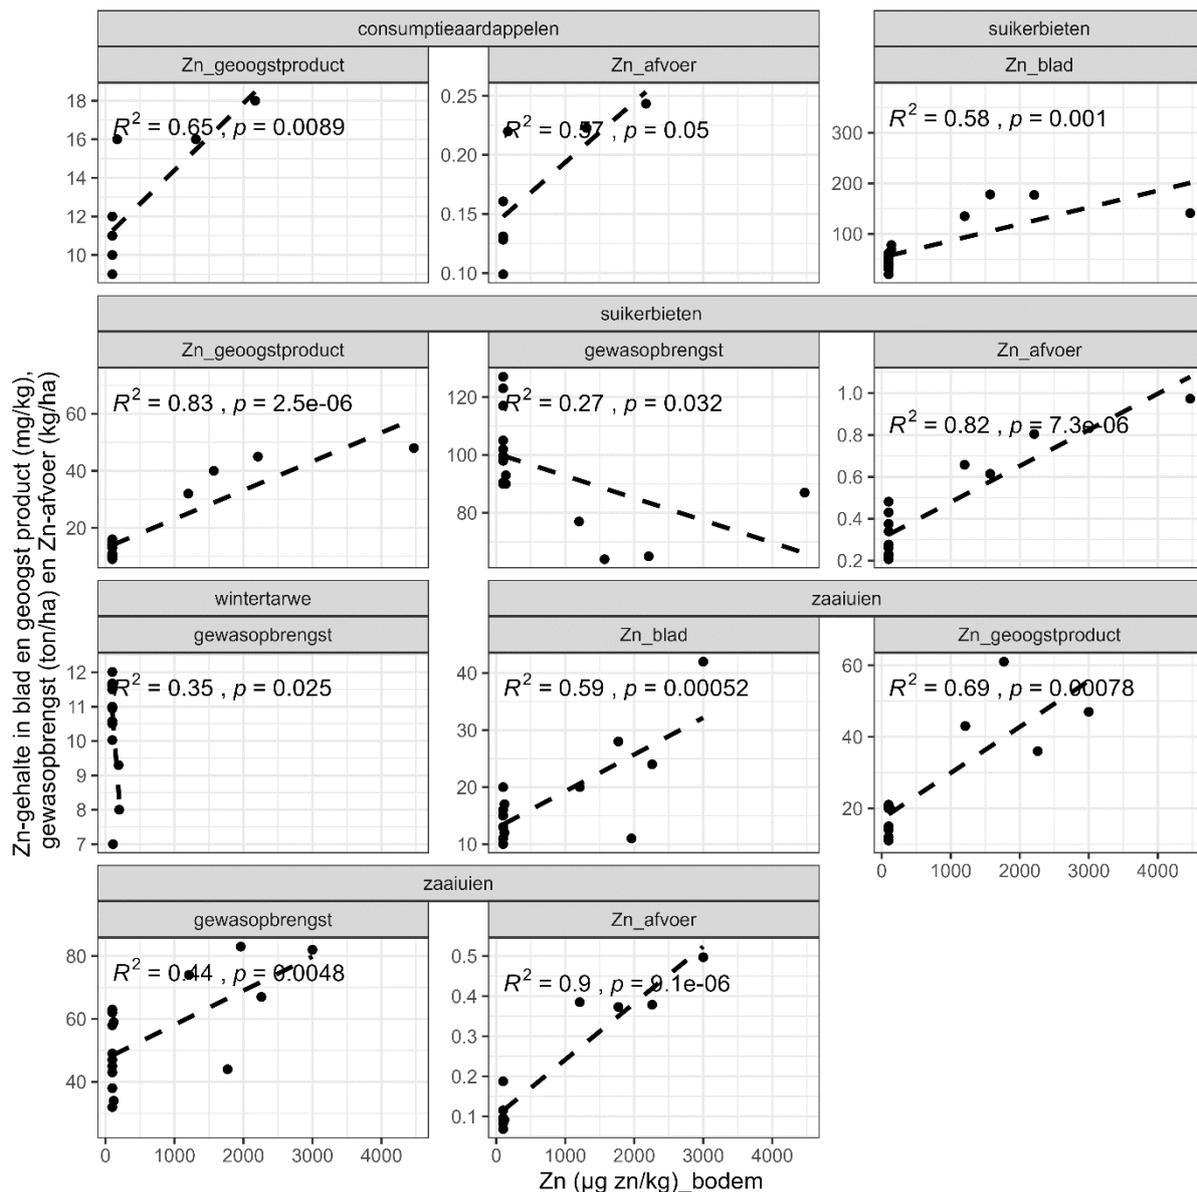 consumptieaardappelen
suikerbieten
Zn_geoogstproduct
Zn_afvoer
Zn_blad
18
16
14
12
10
R² = 0.65 , p = 0.0089
0.25
0.20
0.15
0.10
R² = 0.57 , p = 0.05
300
200
100
R² = 0.58 , p = 0.001
suikerbieten
Zn_geoogstproduct
gewasopbrengst
Zn_afvoer
60
40
20
R² = 0.83 , p = 2.5e-06
120
100
80
R² = 0.27 , p = 0.032
1.0
0.8
0.6
0.4
0.2
R² = 0.82 , p = 7.3e-06
Zn-gehalte in blad en geoogst product (mg/kg),
gewasopbrengst (ton/ha) en Zn-afvoer (kg/ha)
wintertarwe
zaaiuien
gewasopbrengst
Zn_blad
Zn_geoogstproduct
12
11
10
9
8
7
R² = 0.35 , p = 0.025
40
30
20
10
R² = 0.59 , p = 0.00052
60
40
20
R² = 0.69 , p = 0.00078
0 1000 2000 3000 4000
zaaiuien
gewasopbrengst
Zn_afvoer
80
60
40
R² = 0.44 , p = 0.0048
0.5
0.4
0.3
0.2
0.1
R² = 0.9 , p = 9.1e-06
0 1000 2000 3000 4000
0 1000 2000 3000 4000
Zn (µg zn/kg)_bodem